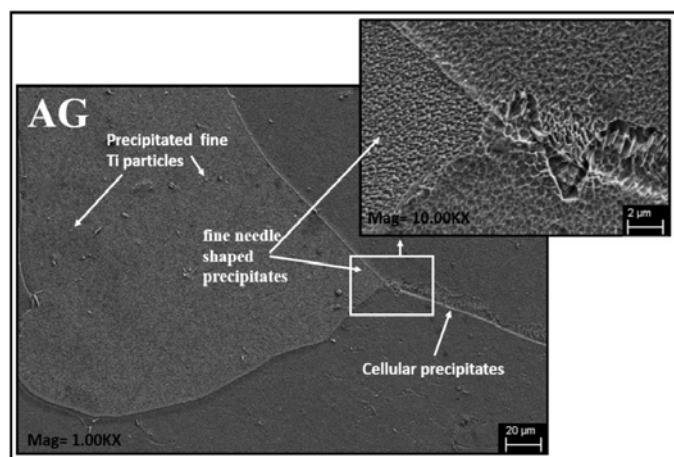 AG
Precipitated fine
Ti particles
fine needle
shaped
precipitates
Cellular precipitates
Mag= 1.00KX
20 µm
Mag= 10.00KX
2 µm